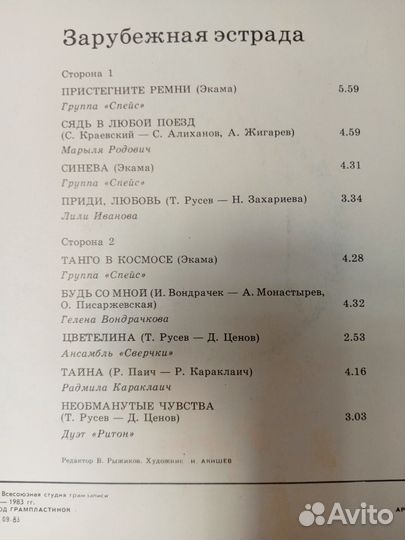 Зарубежная эстрада
Сторона 1
ПРИСТЕГНИТЕ РЕМНИ (Экама) 5.59
Группа «Спейс»
СЯДЬ В ЛЮБОЙ ПОЕЗД
(С. Краевский — С. Алиханов, А. Жигарев) 4.59
Марыля Родович
СИНЕВА (Экама) 4.31
Группа «Спейс»
ПРИДИ, ЛЮБОВЬ (Т. Русев — Н. Захариева) 3.34
Лили Иванова
Сторона 2
ТАНГО В КОСМОСЕ (Экама) 4.28
Группа «Спейс»
БУДЬ СО МНОЙ (И. Вондрачек — А. Монастырев,
О. Писаржевская) 4.32
Гелена Вондрачкова
ЦВЕТЕЛИНА (Т. Русев — Д. Ценов) 2.53
Ансамбль «Сверчки»
ТАЙНА (Р. Паич — Р. Караклаич) 4.16
Радмила Караклаич
НЕОБМАНУТЫЕ ЧУВСТВА
(Т. Русев — Д. Ценов) 3.03
Дуэт «Ритон»
Редактор В. Рыжиков. Художник Н. АНИШЕВ
Всесоюзная студия грамзаписи
— 1983 гг.
ОД ГРАМПЛАСТИНОК АР
09-83
Avito